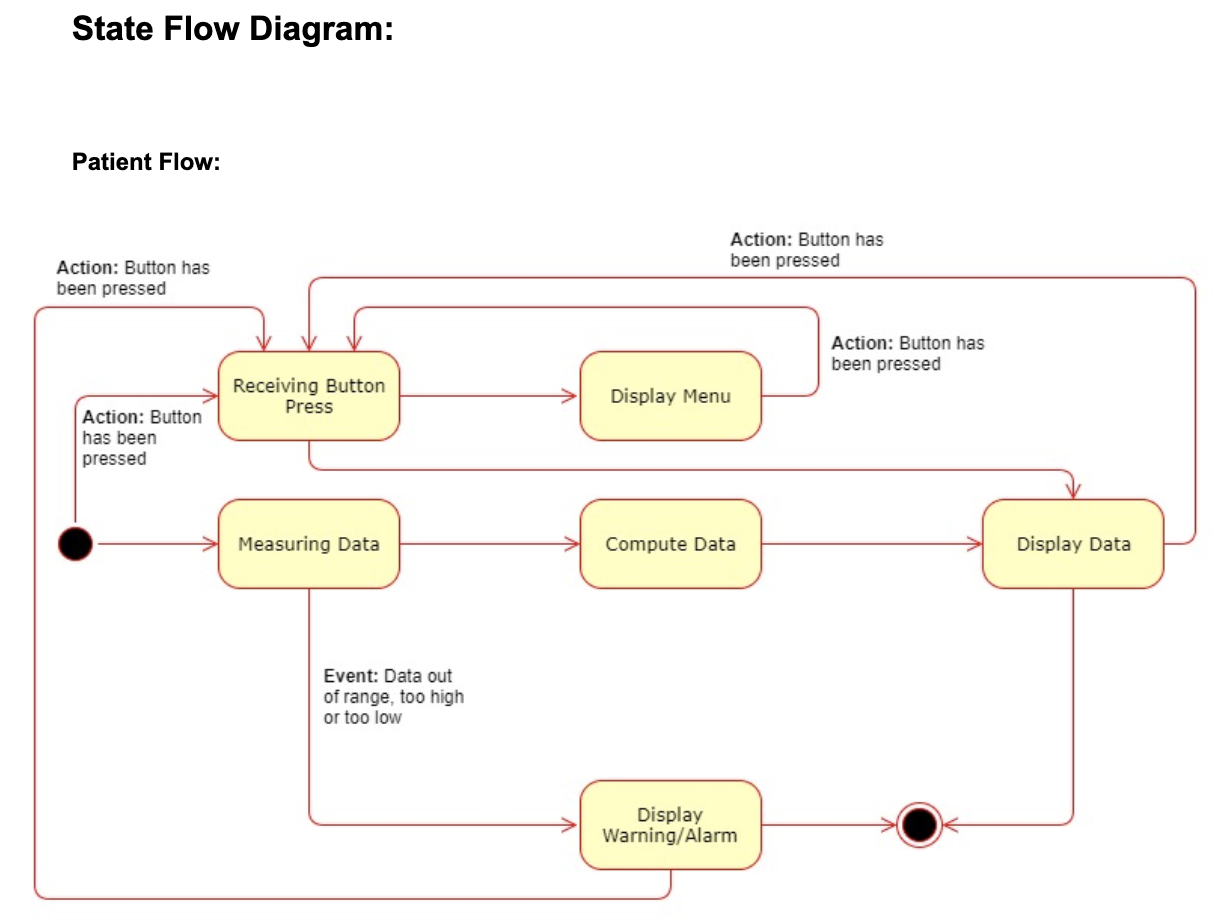 State Flow Diagram:
Patient Flow:
Action: Button has
been pressed
Action: Button has
been pressed
Action: Button has
been pressed
Receiving Button
Press
Display Menu
Action: Button
has been
pressed
Measuring Data
Compute Data
Display Data
Event: Data out
of range, too high
or too low
Display
Warning/Alarm